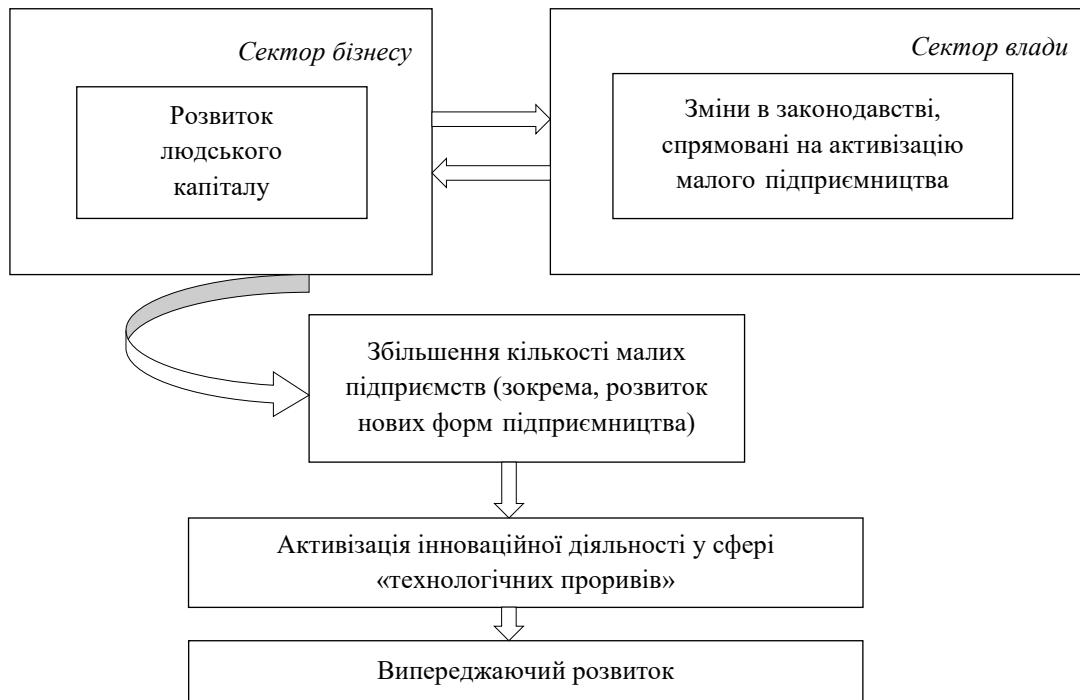 Сектор бізнесу
Розвиток
людського
капіталу
Сектор влади
Зміни в законодавстві,
спрямовані на активізацію
малого підприємництва
Збільшення кількості малих
підприємств (зокрема, розвиток
нових форм підприємництва)
Активізація інноваційної діяльності у сфері
«технологічних проривів»
Випереджаючий розвиток